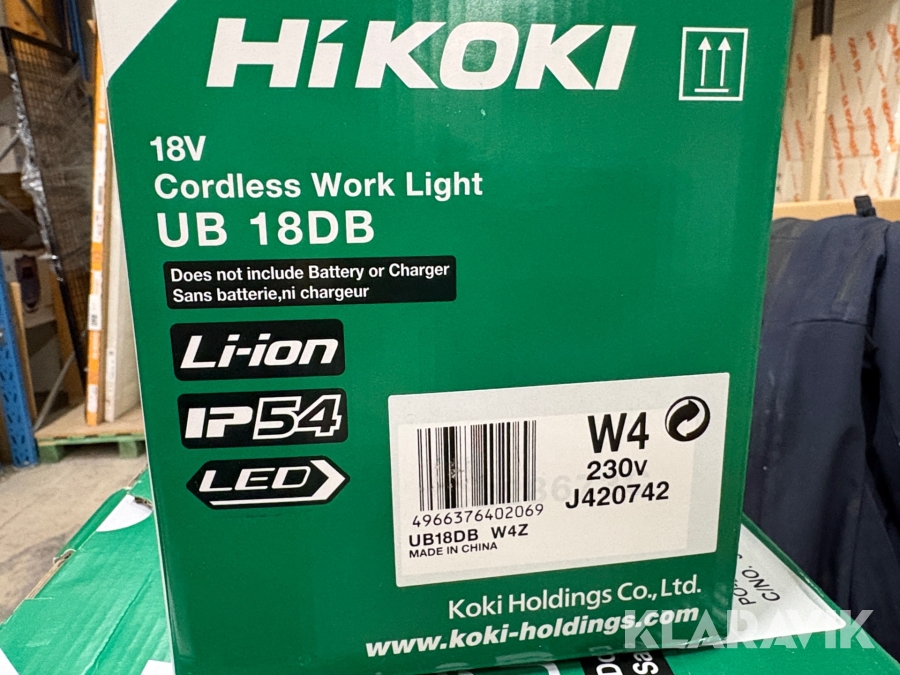 HiKOKI
18V
Cordless Work Light
UB 18DB
Does not include Battery or Charger
Sans batterie,ni chargeur
Li-ion
IP54
LED
W4
230V
J420742
4966376402069
UB18DB W4Z
MADE IN CHINA
Koki Holdings Co.,Ltd.
www.koki-holdings.com
C/NO.
KLARAVIK